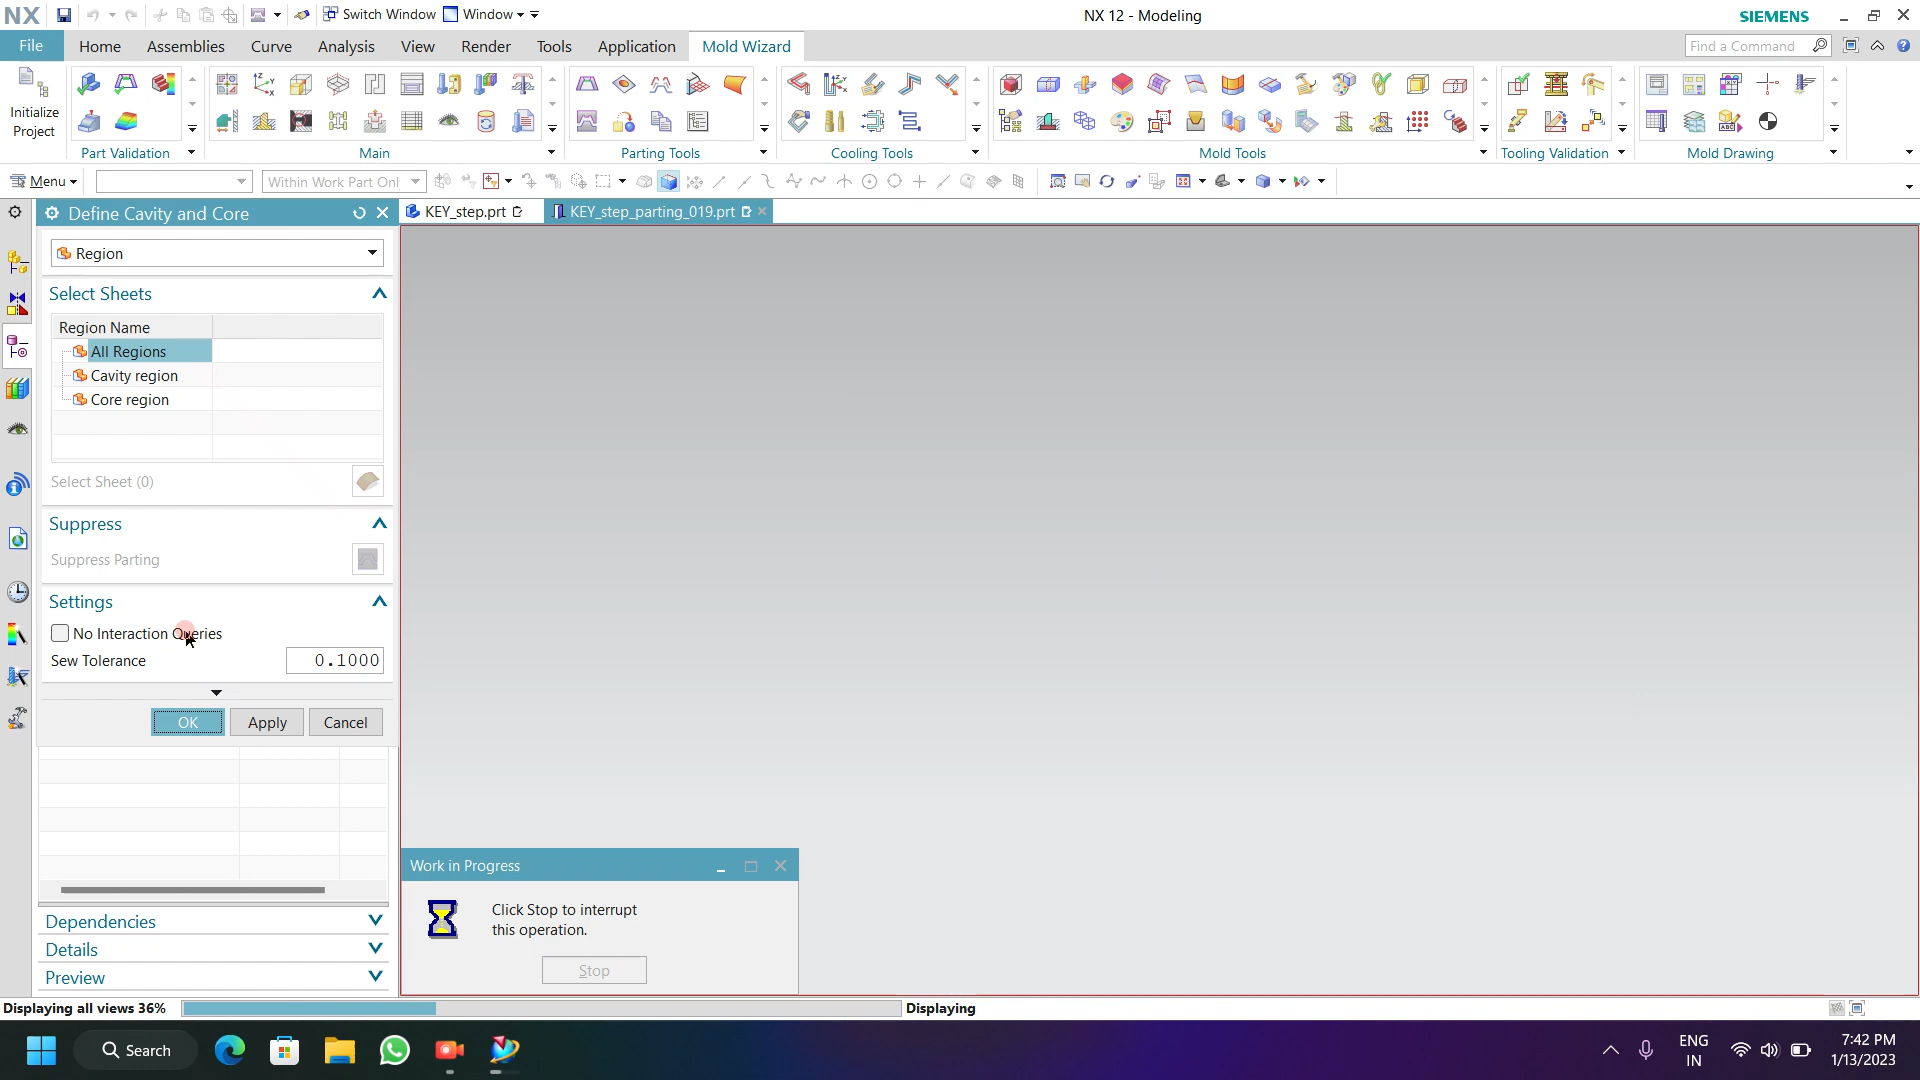 NX
Switch Window
Window
NX 12 - Modeling
SIEMENS
File
Home
Assemblies
Curve
Analysis
View
Render
Tools
Application
Mold Wizard
Find a Command
Initialize
Project
Part Validation
Main
Parting Tools
Cooling Tools
Mold Tools
Tooling Validation
Mold Drawing
Menu
Within Work Part Onl
Define Cavity and Core
KEY_step.prt
KEY_step_parting_019.prt
Region
Select Sheets
Region Name
All Regions
Cavity region
Core region
Select Sheet (0)
Suppress
Suppress Parting
Settings
No Interaction Queries
Sew Tolerance
0.1000
OK
Apply
Cancel
Work in Progress
Click Stop to interrupt
this operation.
Stop
Dependencies
Details
Preview
Displaying all views 36%
Displaying
Search
ENG
IN
7:42 PM
1/13/2023